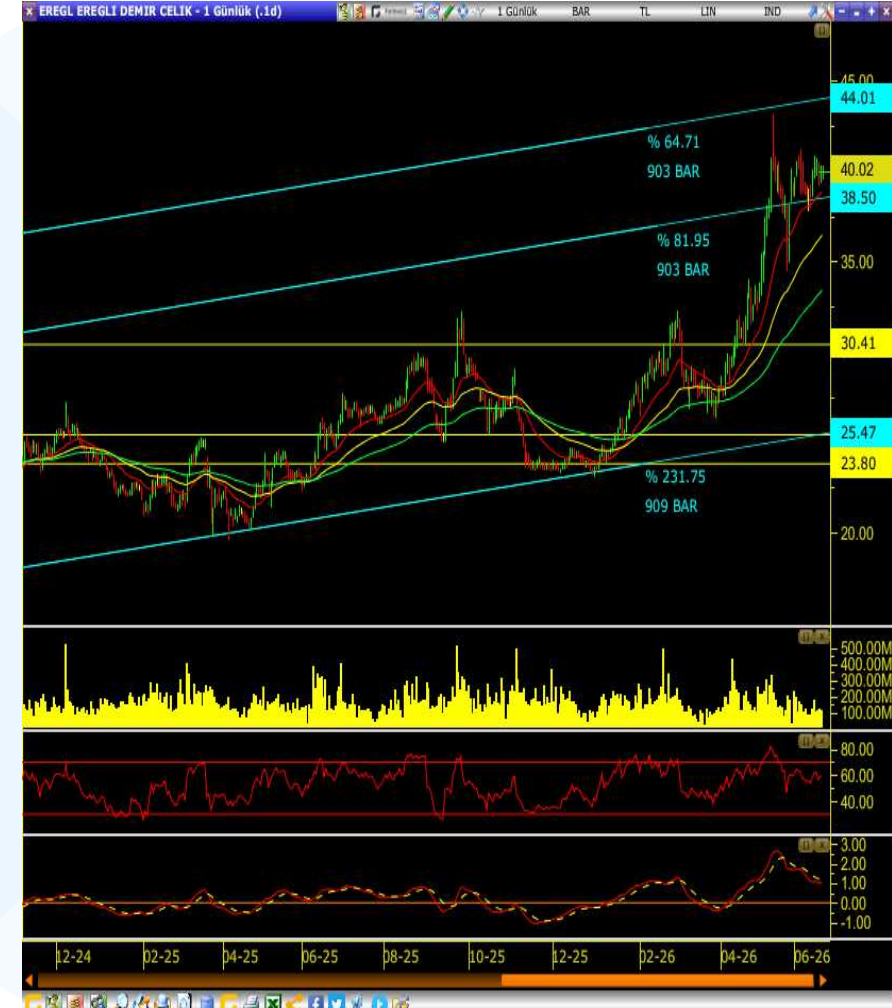 EREGL EREGLI DEMIR CELIK - 1 Günlük (.1d)
1 Günlük BAR TL LIN IND
45.00
44.01
% 64.71
903 BAR
40.02
38.50
% 81.95
903 BAR
35.00
30.41
25.47
23.80
% 231.75
909 BAR
20.00
500.00M
400.00M
300.00M
200.00M
100.00M
80.00
60.00
40.00
3.00
2.00
1.00
0.00
-1.00
12-24 02-25 04-25 06-25 08-25 10-25 12-25 02-26 04-26 06-26